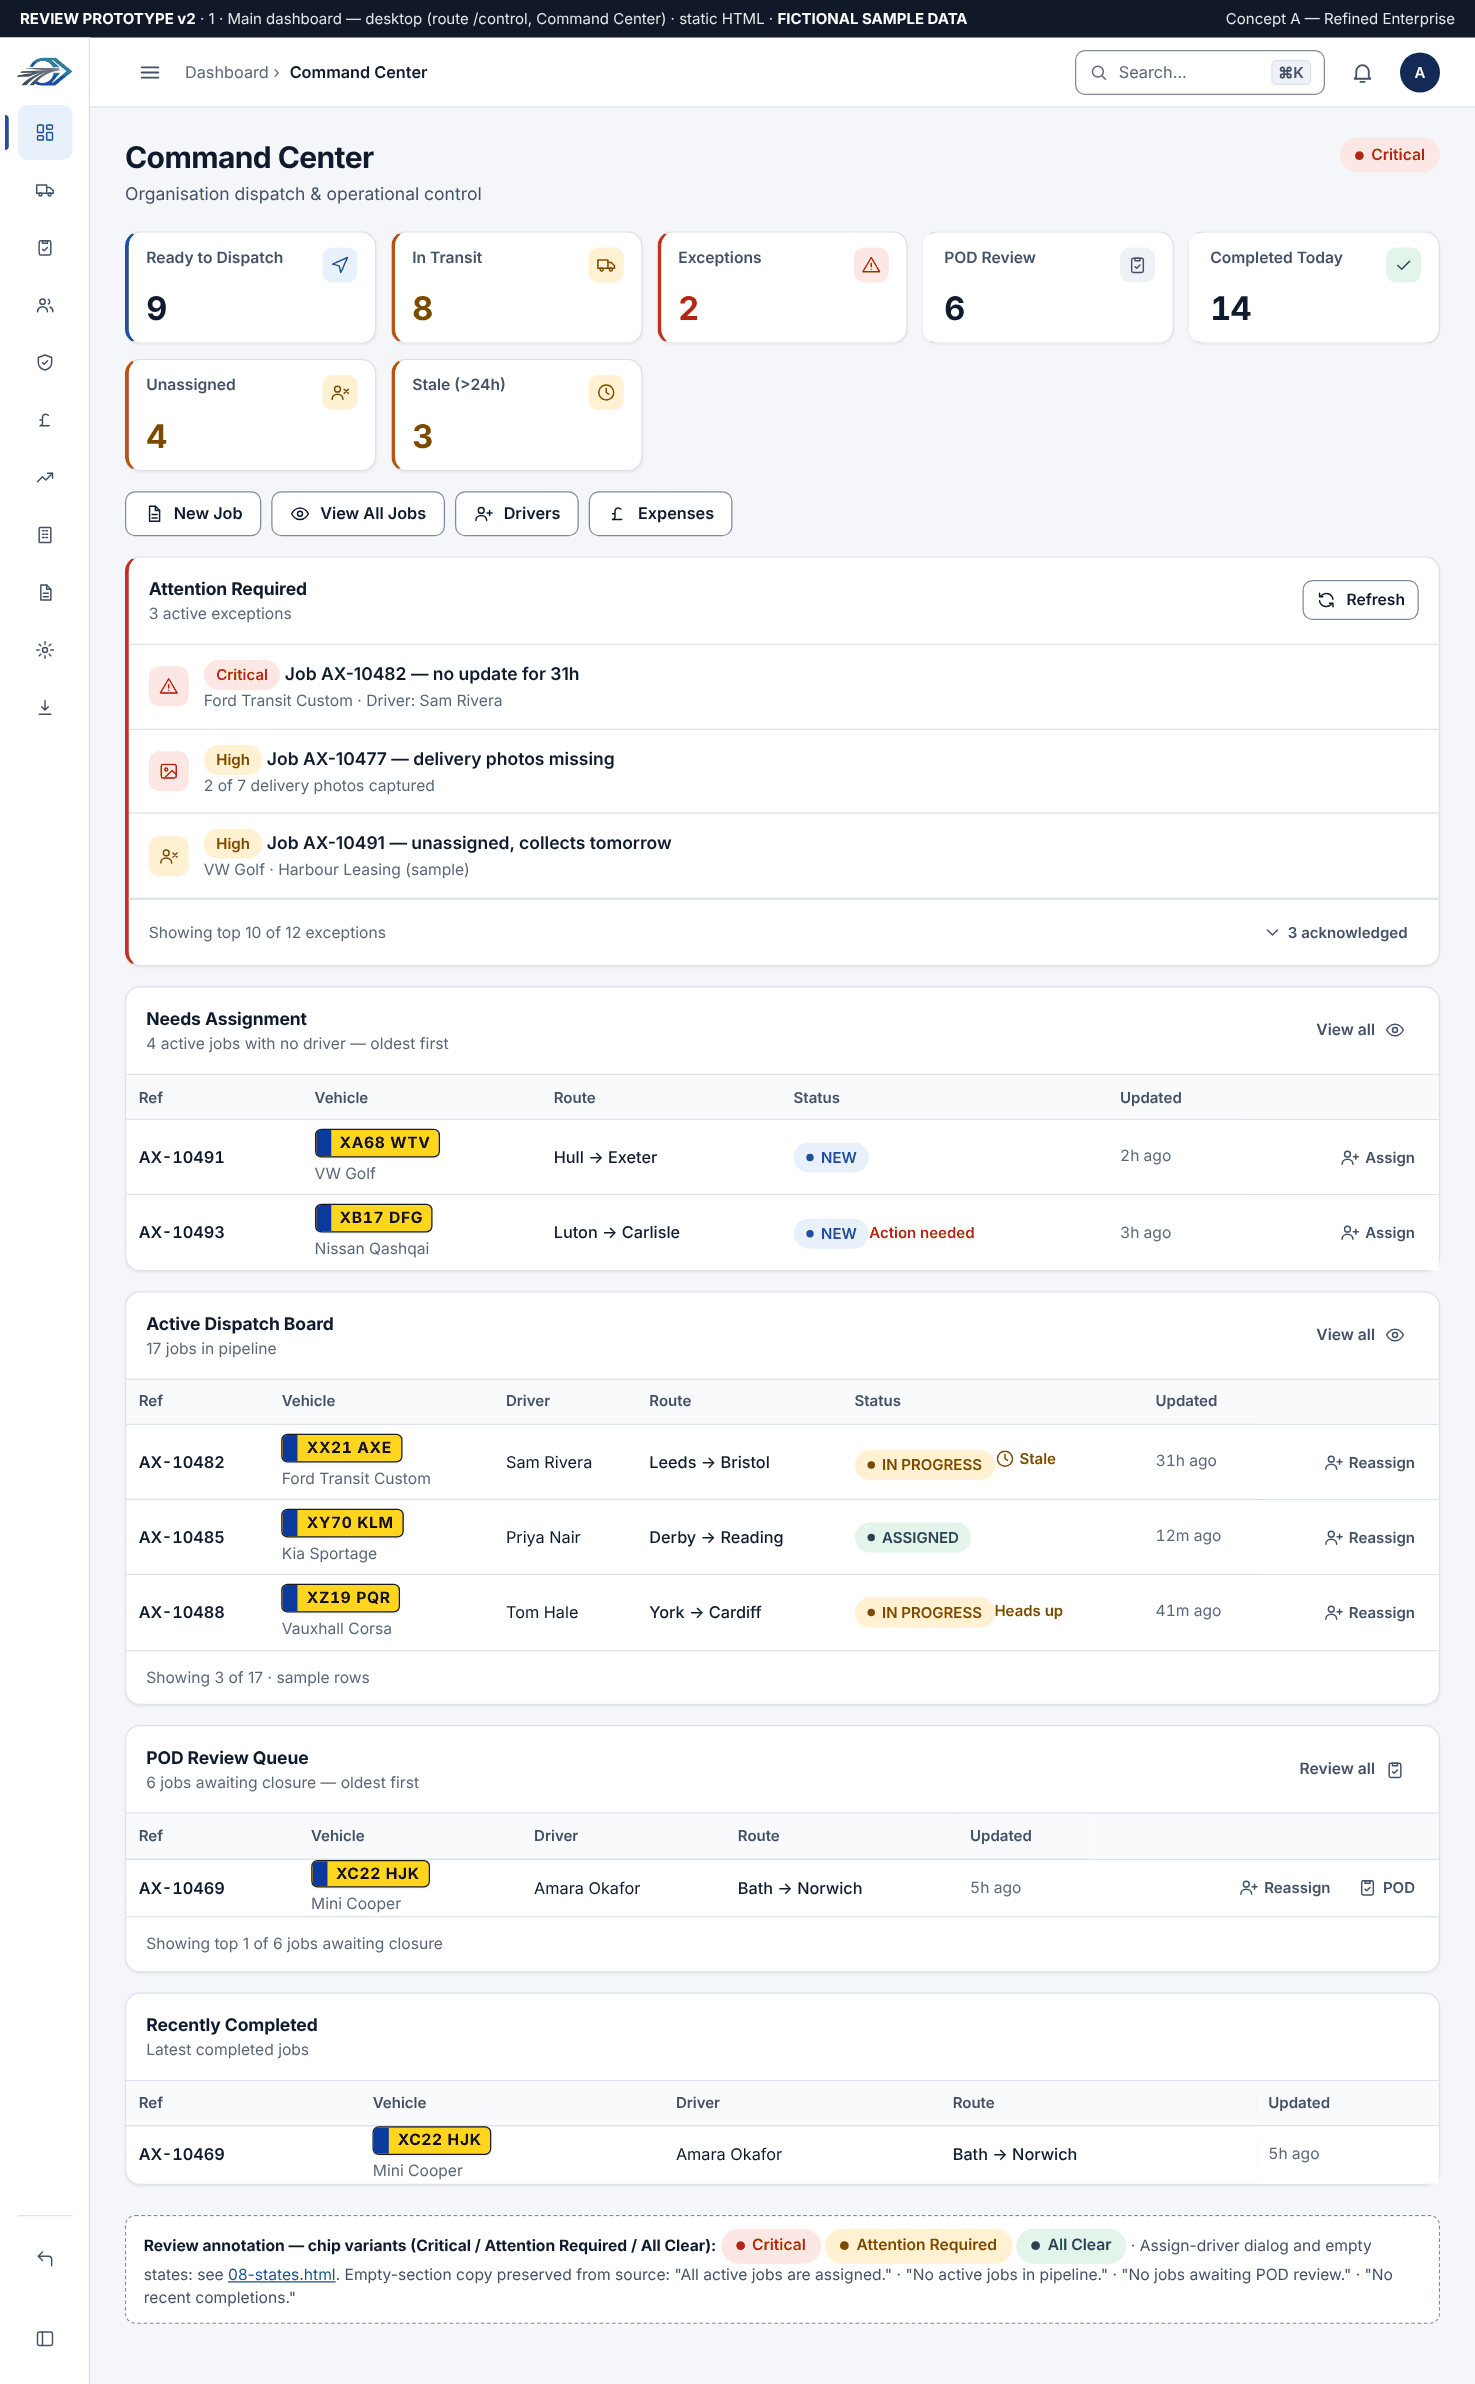 REVIEW PROTOTYPE v2 · 1 · Main dashboard — desktop (route /control, Command Center) · static HTML · FICTIONAL SAMPLE DATA
Concept A — Refined Enterprise
Dashboard › Command Center
Search... ⌘K
A
Command Center
Critical
Organisation dispatch & operational control
Ready to Dispatch
9
In Transit
8
Exceptions
2
POD Review
6
Completed Today
14
Unassigned
4
Stale (>24h)
3
New Job
View All Jobs
Drivers
Expenses
Attention Required
3 active exceptions
Refresh
Critical Job AX-10482 — no update for 31h
Ford Transit Custom · Driver: Sam Rivera
High Job AX-10477 — delivery photos missing
2 of 7 delivery photos captured
High Job AX-10491 — unassigned, collects tomorrow
VW Golf · Harbour Leasing (sample)
Showing top 10 of 12 exceptions
3 acknowledged
Needs Assignment
4 active jobs with no driver — oldest first
View all
Ref Vehicle Route Status Updated
AX-10491 XA68 WTV Hull → Exeter NEW 2h ago Assign
VW Golf
AX-10493 XB17 DFG Luton → Carlisle NEW Action needed 3h ago Assign
Nissan Qashqai
Active Dispatch Board
17 jobs in pipeline
View all
Ref Vehicle Driver Route Status Updated
AX-10482 XX21 AXE Sam Rivera Leeds → Bristol IN PROGRESS Stale 31h ago Reassign
Ford Transit Custom
AX-10485 XY70 KLM Priya Nair Derby → Reading ASSIGNED 12m ago Reassign
Kia Sportage
AX-10488 XZ19 PQR Tom Hale York → Cardiff IN PROGRESS Heads up 41m ago Reassign
Vauxhall Corsa
Showing 3 of 17 · sample rows
POD Review Queue
6 jobs awaiting closure — oldest first
Review all
Ref Vehicle Driver Route Updated
AX-10469 XC22 HJK Amara Okafor Bath → Norwich 5h ago Reassign POD
Mini Cooper
Showing top 1 of 6 jobs awaiting closure
Recently Completed
Latest completed jobs
Ref Vehicle Driver Route Updated
AX-10469 XC22 HJK Amara Okafor Bath → Norwich 5h ago
Mini Cooper
Review annotation — chip variants (Critical / Attention Required / All Clear): Critical Attention Required All Clear · Assign-driver dialog and empty
states: see 08-states.html. Empty-section copy preserved from source: "All active jobs are assigned." · "No active jobs in pipeline." · "No jobs awaiting POD review." · "No
recent completions."